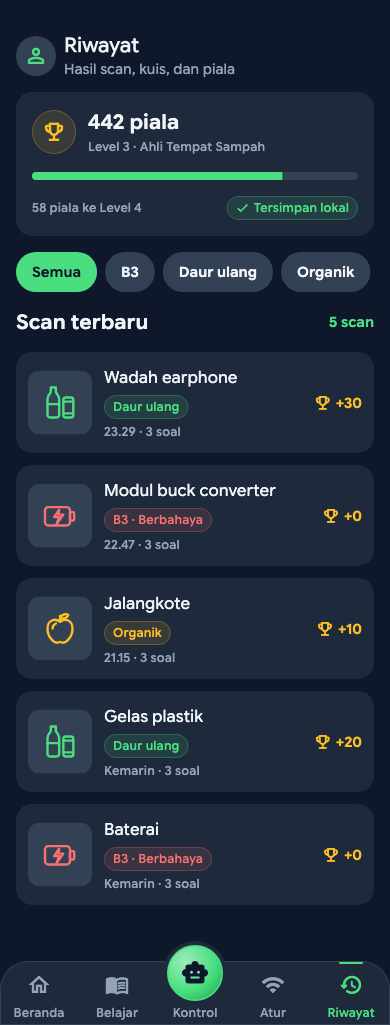 Riwayat
Hasil scan, kuis, dan piala
442 piala
Level 3 · Ahli Tempat Sampah
58 piala ke Level 4
Tersimpan lokal
Semua
B3
Daur ulang
Organik
Scan terbaru
5 scan
Wadah earphone
Daur ulang
23.29 · 3 soal
+30
Modul buck converter
B3 · Berbahaya
22.47 · 3 soal
+0
Jalangkote
Organik
21.15 · 3 soal
+10
Gelas plastik
Daur ulang
Kemarin · 3 soal
+20
Baterai
B3 · Berbahaya
Kemarin · 3 soal
+0
Beranda
Belajar
Kontrol
Atur
Riwayat